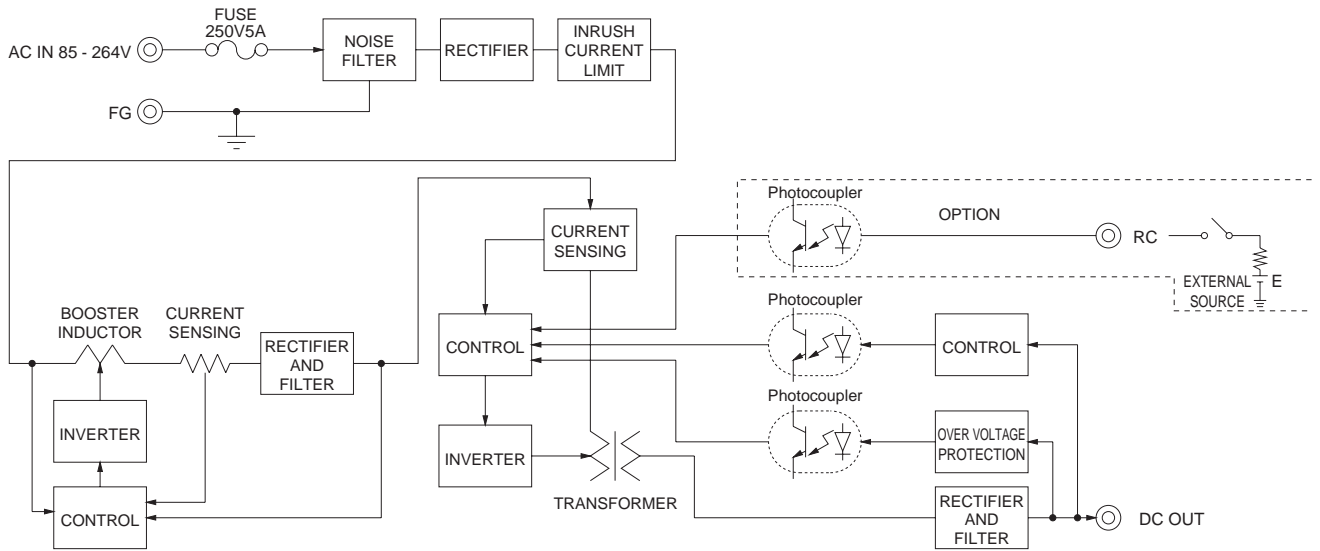 FUSE
250V5A
AC IN 85 - 264V
NOISE
FILTER
RECTIFIER
INRUSH
CURRENT
LIMIT
FG
Photocoupler
OPTION
RC
E
EXTERNAL
SOURCE
CURRENT
SENSING
BOOSTER
INDUCTOR
CURRENT
SENSING
RECTIFIER
AND
FILTER
CONTROL
Photocoupler
CONTROL
Photocoupler
INVERTER
INVERTER
OVER VOLTAGE
PROTECTION
TRANSFORMER
CONTROL
RECTIFIER
AND
FILTER
DC OUT